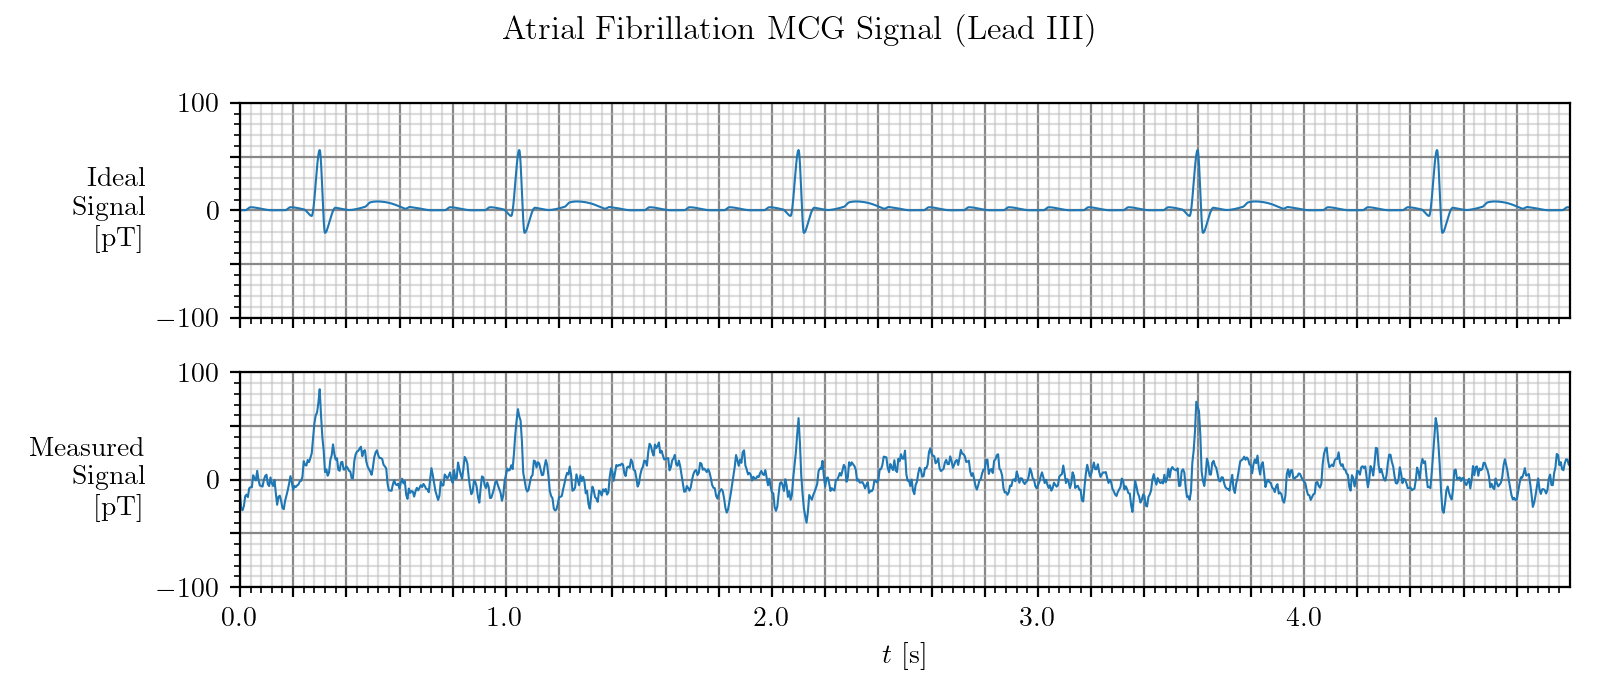 Atrial Fibrillation MCG Signal (Lead III)
100
Ideal
Signal
[pT]
0
−100
100
Measured
Signal
[pT]
0
−100
0.0 1.0 2.0 3.0 4.0
t [s]